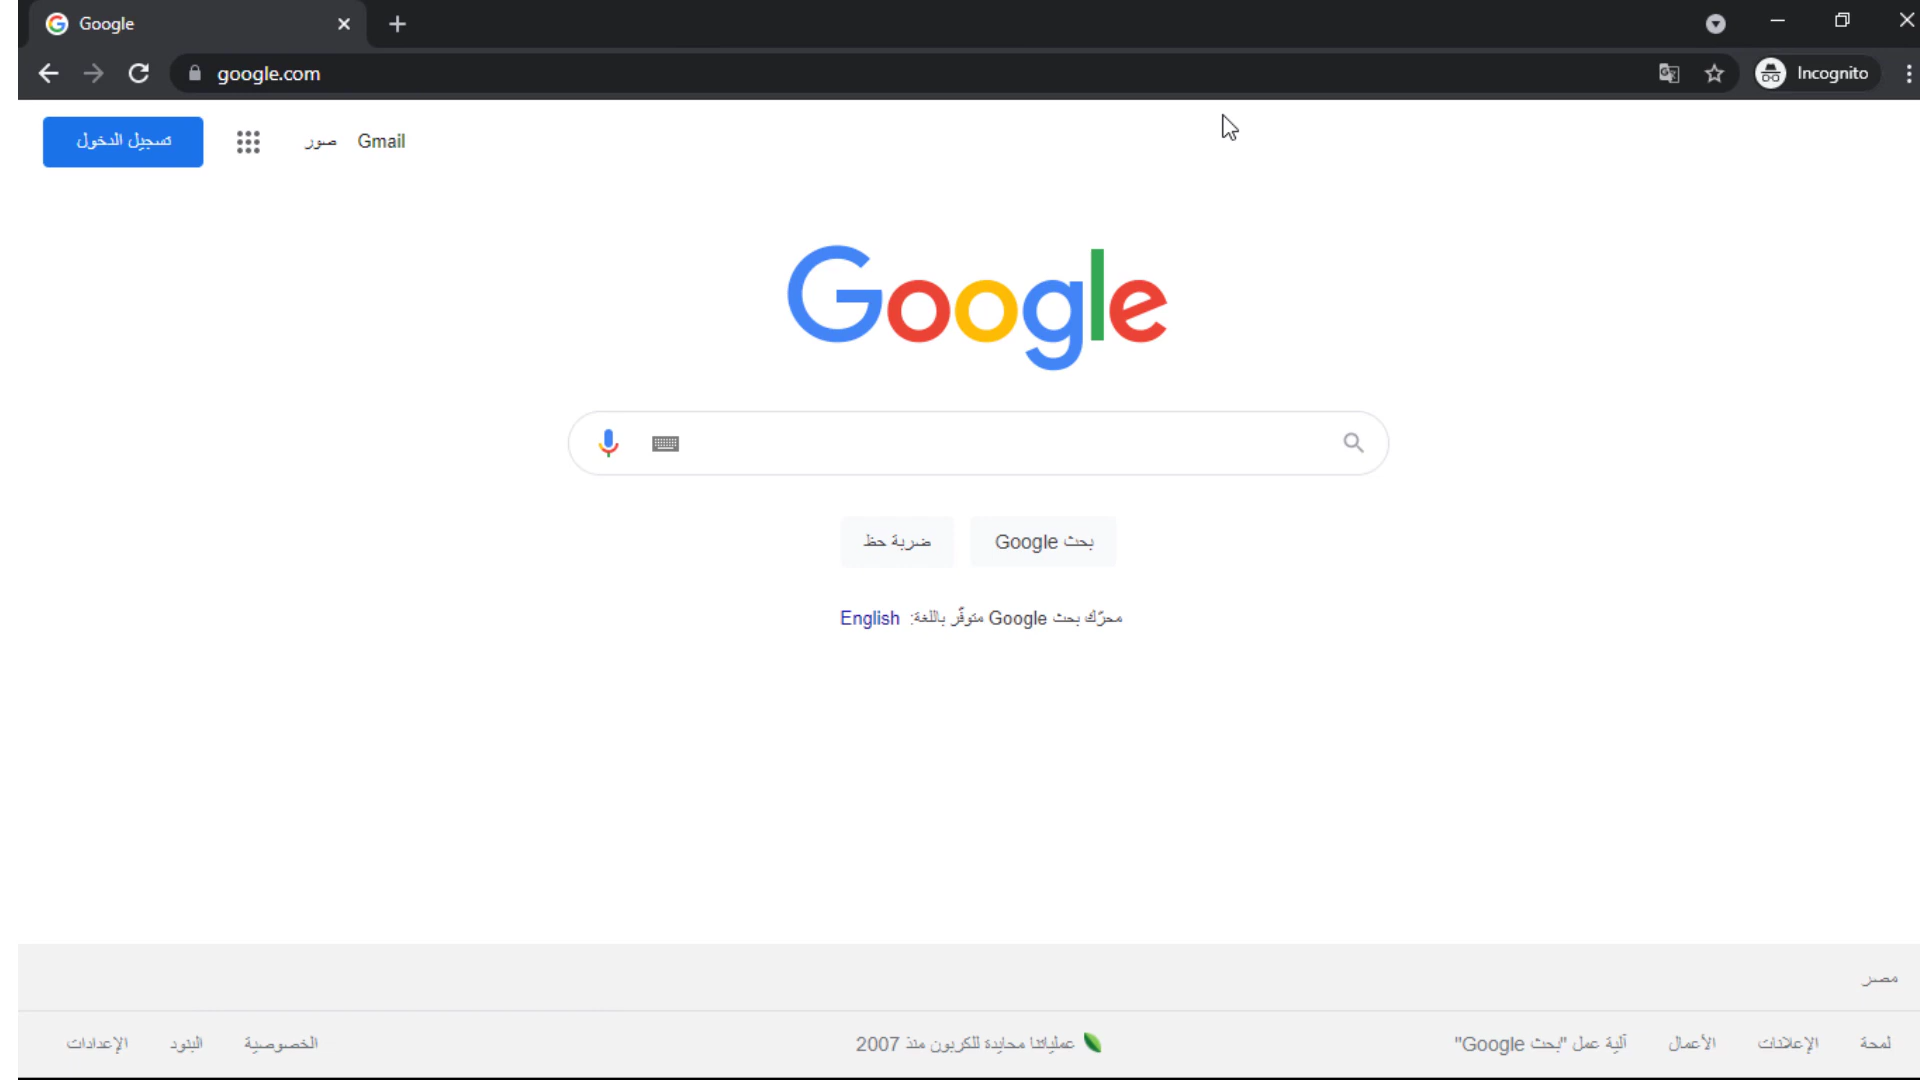 Google
google.com
Incognito
تسجيل الدخول
صور
Gmail
Google
بحث Google
ضربة حظ
محرّك بحث Google متوفّر باللغة: English
مصر
لمحة
الإعلانات
الأعمال
آلية عمل "بحث Google"
عملياتنا محايدة للكربون منذ 2007
الخصوصية
البنود
الإعدادات